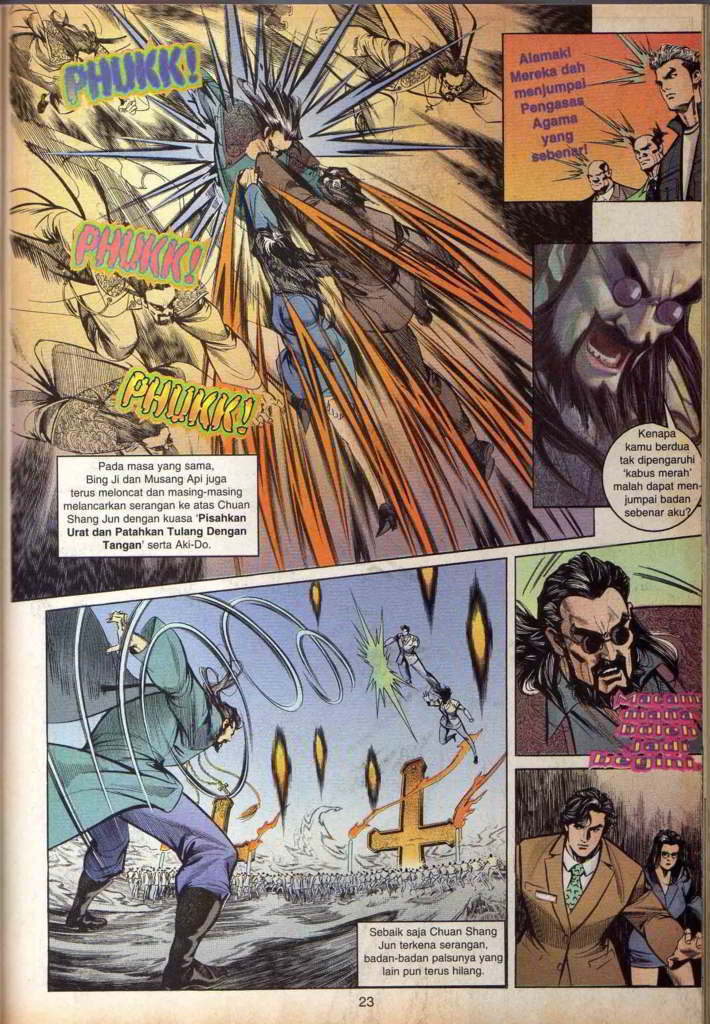 PHUKK!
PHUKK!
PHUKK!
Alamak!
Mereka dah
menjumpai
Pengasas
Agama
yang
sebenar!
Kenapa
kamu berdua
tak dipengaruhi
'kabus merah'
malah dapat men-
jumpai badan
sebenar aku?
Pada masa yang sama,
Bing Ji dan Musang Api juga
terus meloncat dan masing-masing
melancarkan serangan ke atas Chuan
Shang Jun dengan kuasa 'Pisahkan
Urat dan Patahkan Tulang Dengan
Tangan' serta Aki-Do.
Macam
mana
boleh
jadi
begini!
Sebaik saja Chuan Shang
Jun terkena serangan,
badan-badan palsunya yang
lain pun terus hilang.
23